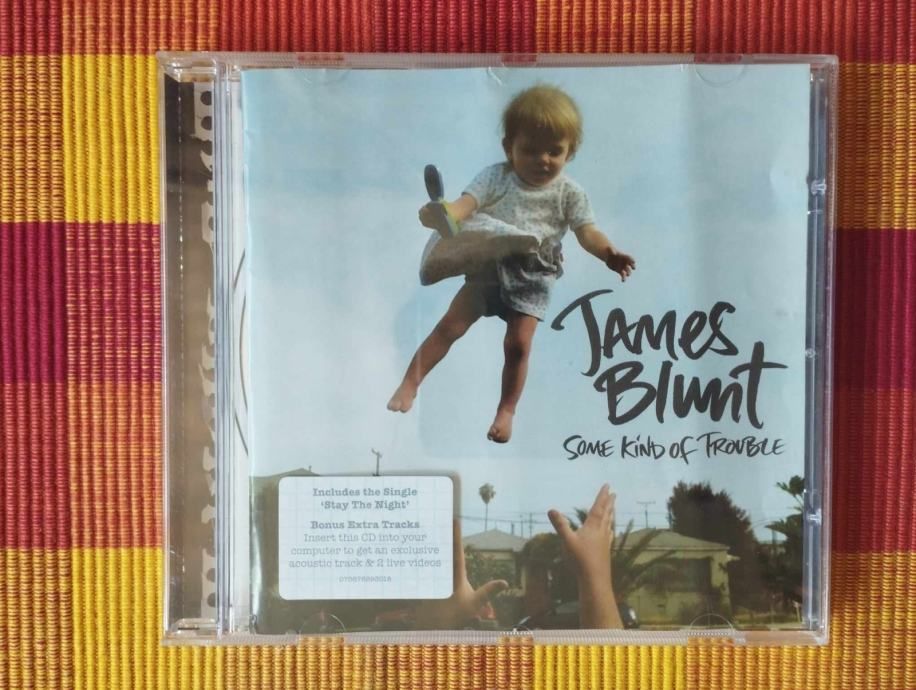 James
Blunt
Some Kind of Trouble
Includes the Single
'Stay The Night'
Bonus Extra Tracks
Insert this CD into your
computer to get an exclusive
acoustic track & 2 live videos